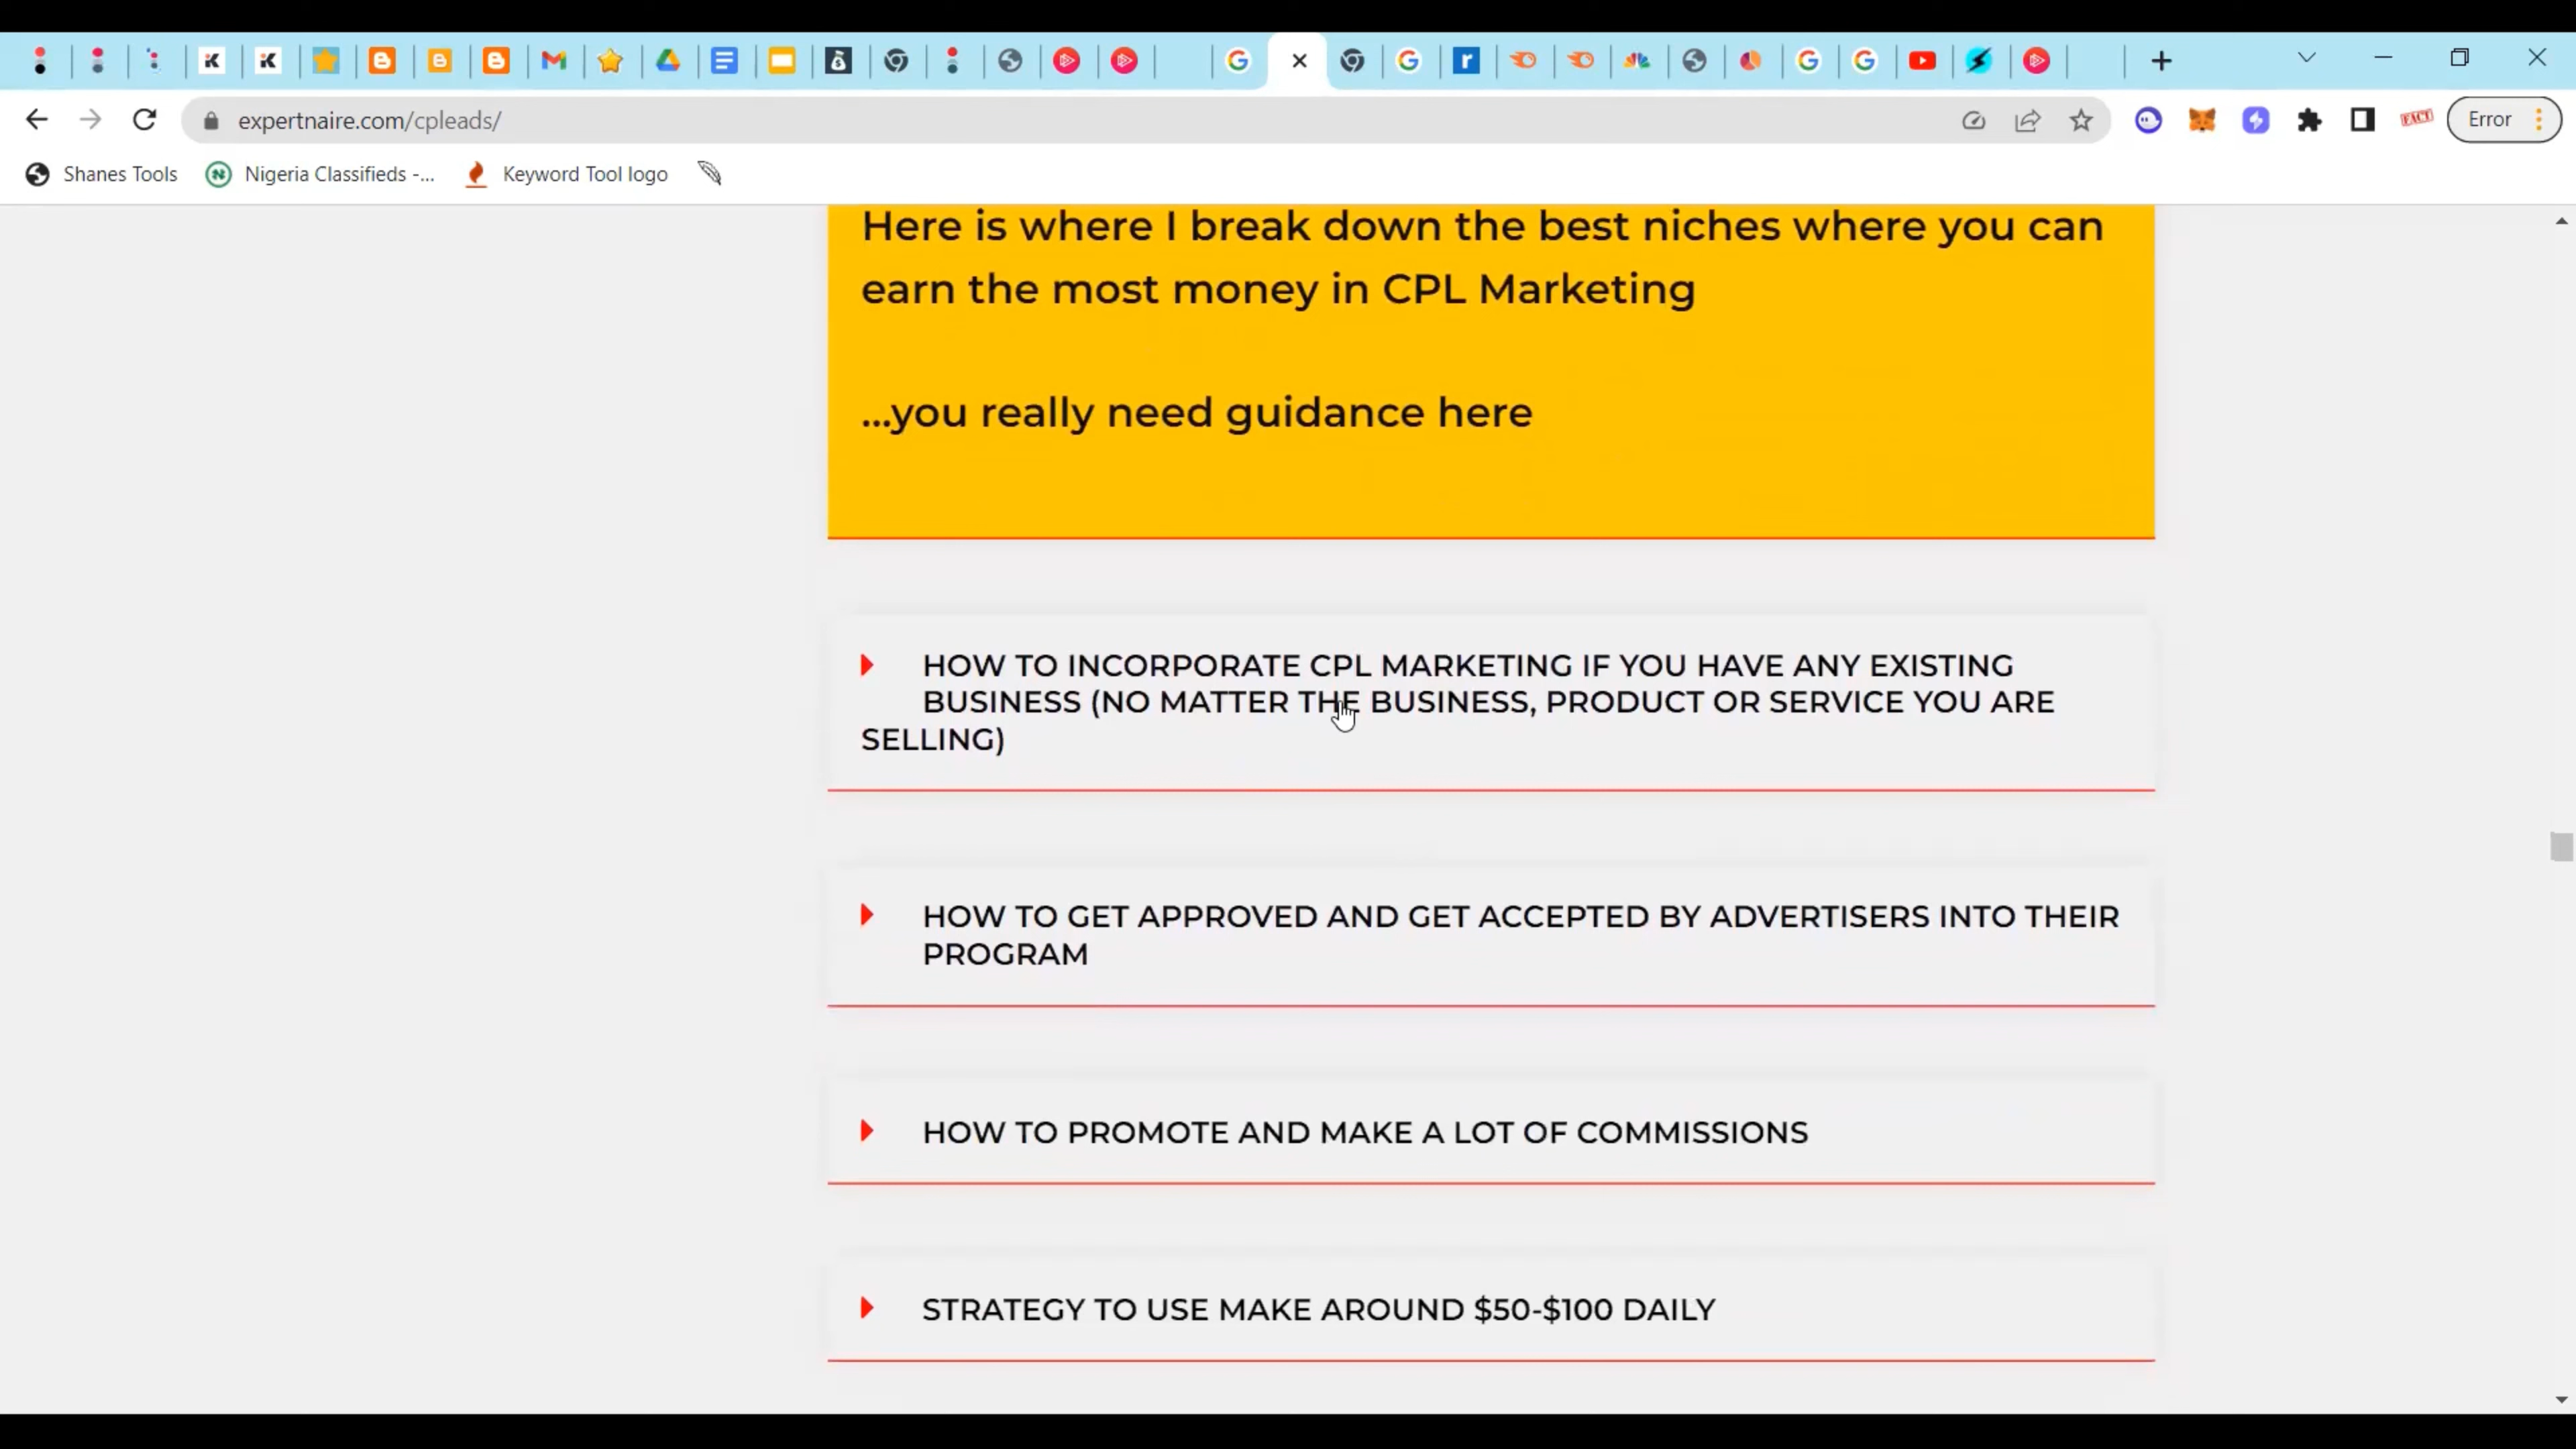 expertnaire.com/cpleads/
Error
Shanes Tools
Nigeria Classifieds -...
Keyword Tool logo
Here is where I break down the best niches where you can
earn the most money in CPL Marketing
...you really need guidance here
HOW TO INCORPORATE CPL MARKETING IF YOU HAVE ANY EXISTING
BUSINESS (NO MATTER THE BUSINESS, PRODUCT OR SERVICE YOU ARE
SELLING)
HOW TO GET APPROVED AND GET ACCEPTED BY ADVERTISERS INTO THEIR
PROGRAM
HOW TO PROMOTE AND MAKE A LOT OF COMMISSIONS
STRATEGY TO USE MAKE AROUND $50-$100 DAILY